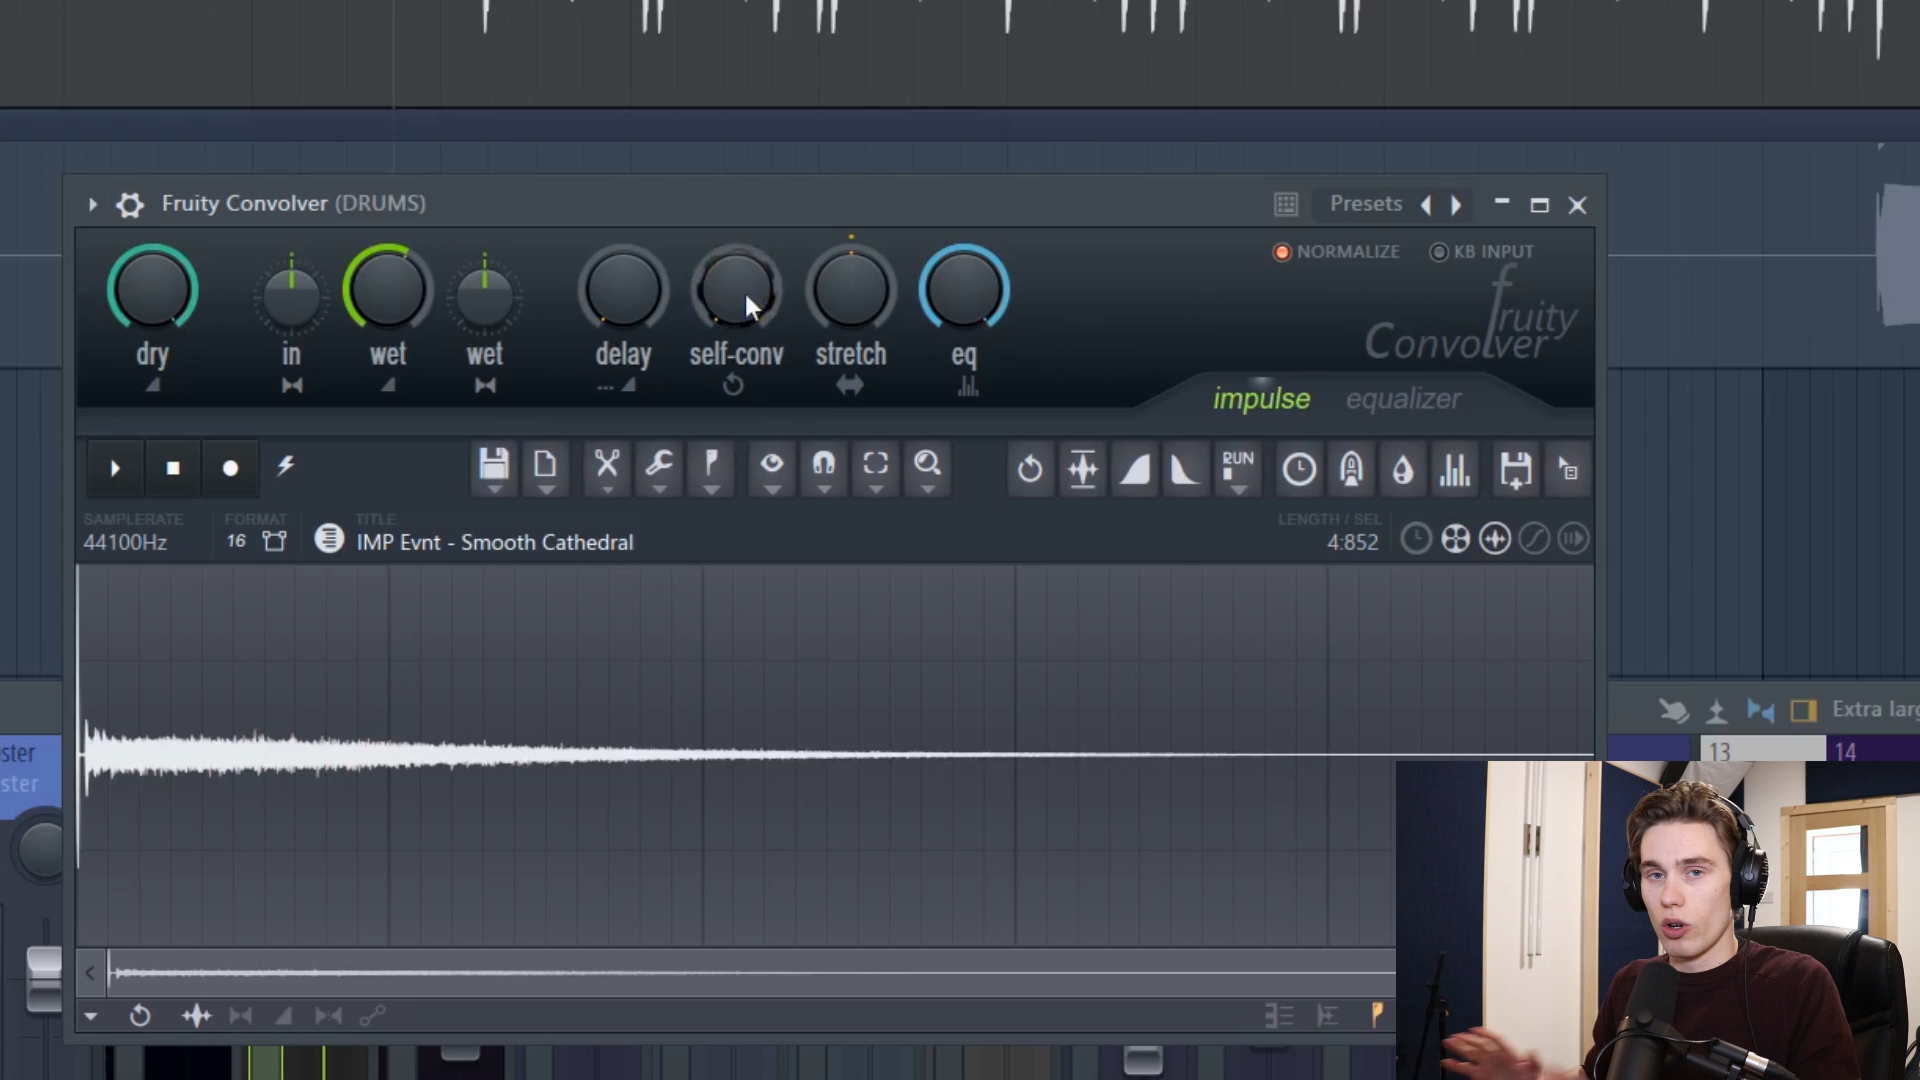 Fruity Convolver (DRUMS)
Presets
NORMALIZE
KB INPUT
fruity
Convolver
dry
in
wet
wet
delay
self-conv
stretch
eq
impulse
equalizer
RUN
SAMPLERATE
44100Hz
FORMAT
16
TITLE
IMP Evnt - Smooth Cathedral
LENGTH / SEL
4:852
Extra larg
ster
ster
13
14